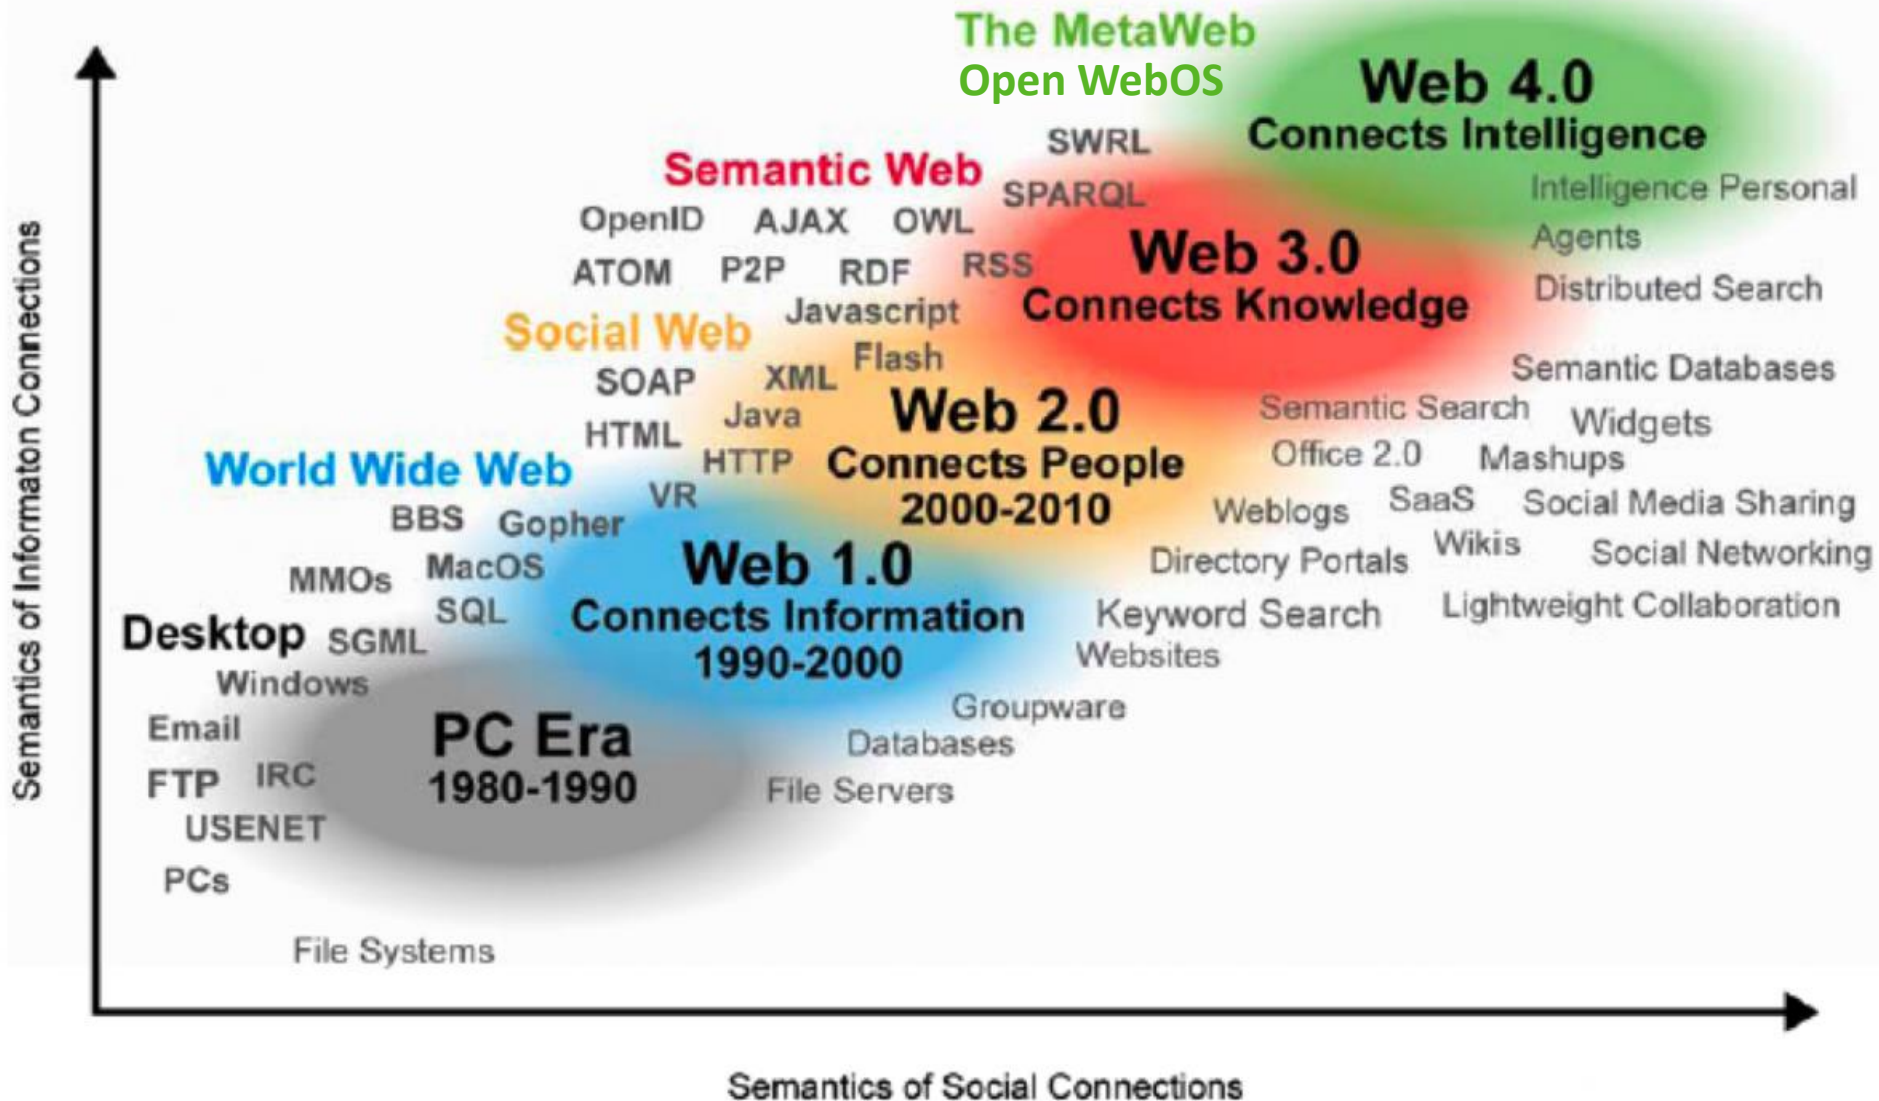 The MetaWeb
Open WebOS
Web 4.0
Connects Intelligence
SWRL
Semantic Web
SPARQL
Intelligence Personal
Agents
OpenID AJAX OWL
Web 3.0
Connects Knowledge
ATOM P2P RDF RSS
Distributed Search
Javascript
Social Web
Flash
SOAP XML
Semantic Databases
Web 2.0
Connects People
2000-2010
Java
HTML
HTTP
Semantic Search Widgets
Office 2.0 Mashups
World Wide Web
VR
Weblogs SaaS Social Media Sharing
BBS Gopher
Wikis Social Networking
Web 1.0
Connects Information
1990-2000
Directory Portals
MMOs MacOS
SQL
Keyword Search Lightweight Collaboration
Desktop SGML
Websites
Windows
Groupware
Email
PC Era
1980-1990
Databases
FTP IRC
File Servers
USENET
PCs
File Systems
Semantics of Informaton Connections
Semantics of Social Connections